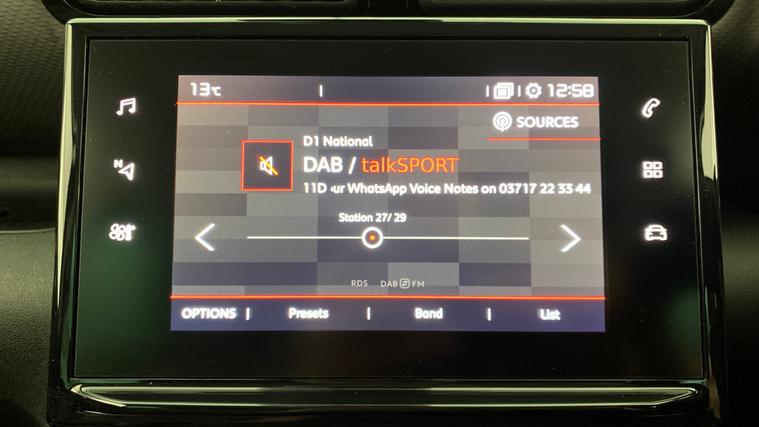 13°C
12:58
SOURCES
D1 National
DAB / talkSPORT
11D ur WhatsApp Voice Notes on 03717 22 33 44
Station 27/ 29
RDS DAB FM
OPTIONS | Presets | Band | List
N